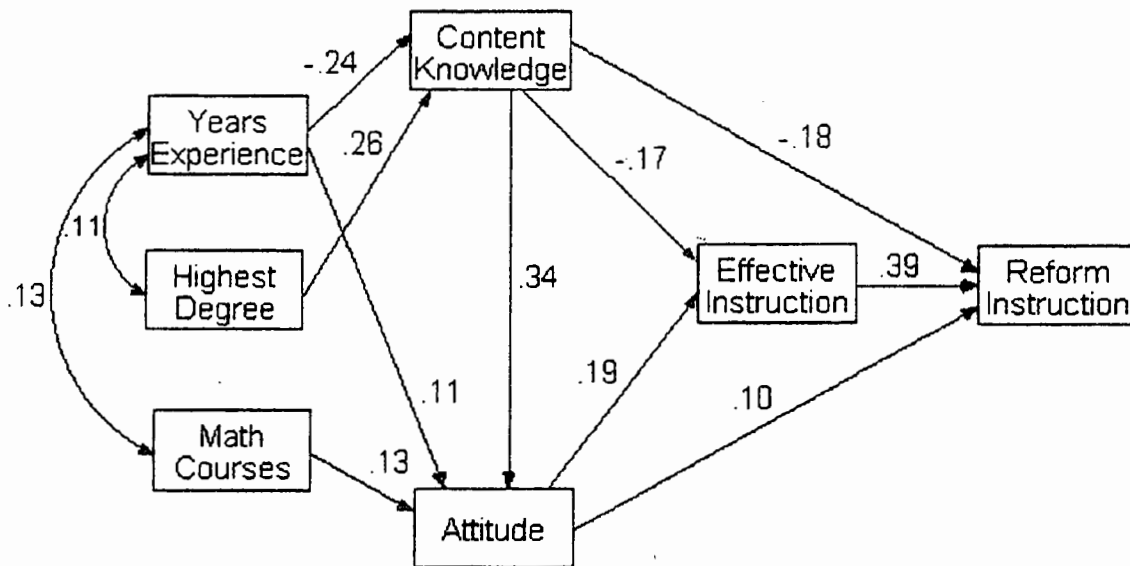 Content
Knowledge
-.24
Years
Experience
.26
-.18
-.17
.11
Highest
Degree
.13
.34
Effective
Instruction
.39
Reform
Instruction
.19
.11
.10
Math
Courses
.13
Attitude